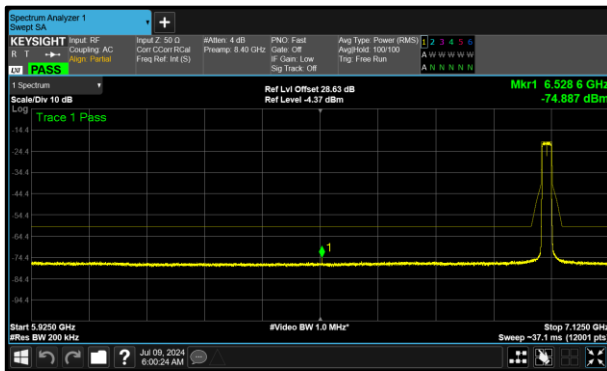 Spectrum Analyzer 1
Swept SA
KEYSIGHT
R T
LXI
PASS
Input: RF
Coupling: AC
Align: Partial
Input Z: 50 Ω
Corr CCorr RCal
Freq Ref: Int (S)
#Atten: 4 dB
Preamp: 8.40 GHz
PNO: Fast
Gate: Off
IF Gain: Low
Sig Track: Off
Avg Type: Power (RMS)
Avg|Hold: 100/100
Trig: Free Run
1 2 3 4 5 6
A W W W W W
A N N N N N
1 Spectrum
Scale/Div 10 dB
Ref Lvl Offset 28.63 dB
Ref Level -4.37 dBm
Mkr1 6.528 6 GHz
-74.887 dBm
Log
Trace 1 Pass
-14.4
-24.4
-34.4
-44.4
-54.4
-64.4
-74.4
-84.4
-94.4
1
Start 5.9250 GHz
#Video BW 1.0 MHz*
Stop 7.1250 GHz
#Res BW 200 kHz
Sweep ~37.1 ms (12001 pts)
?
Jul 09, 2024
6:00:24 AM